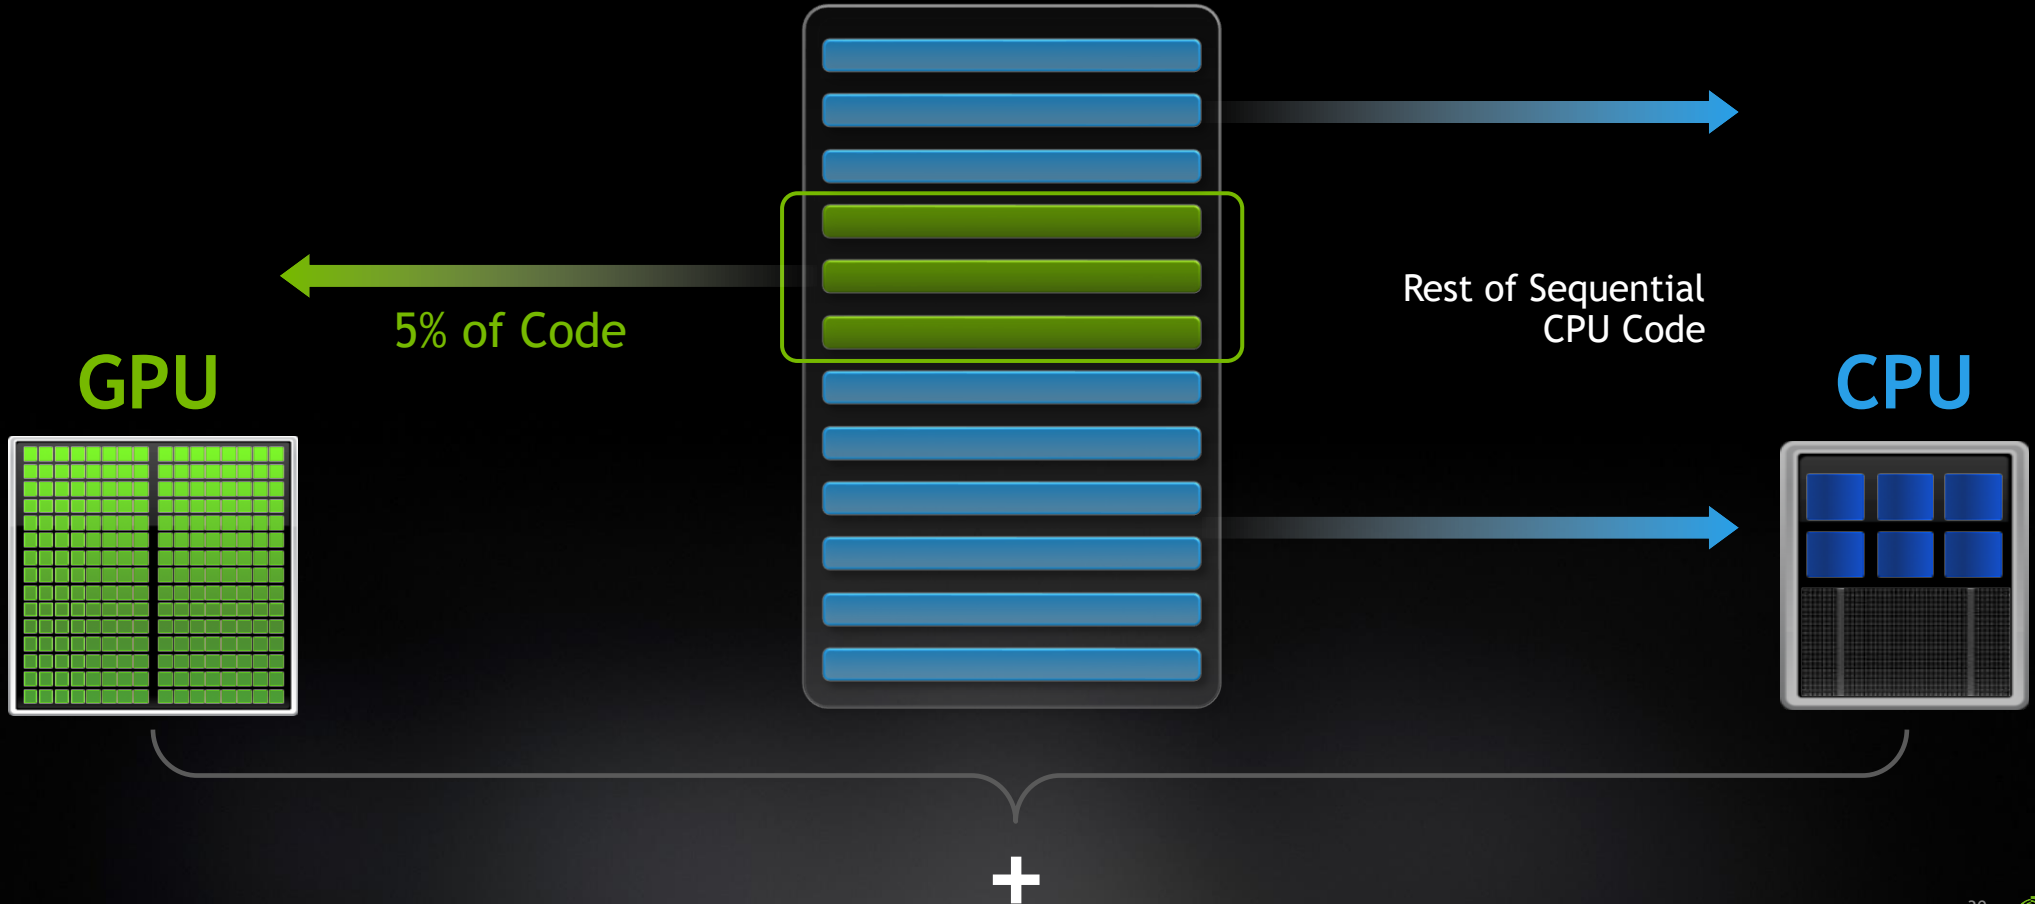 5% of Code
GPU
Rest of Sequential
CPU Code
CPU
+